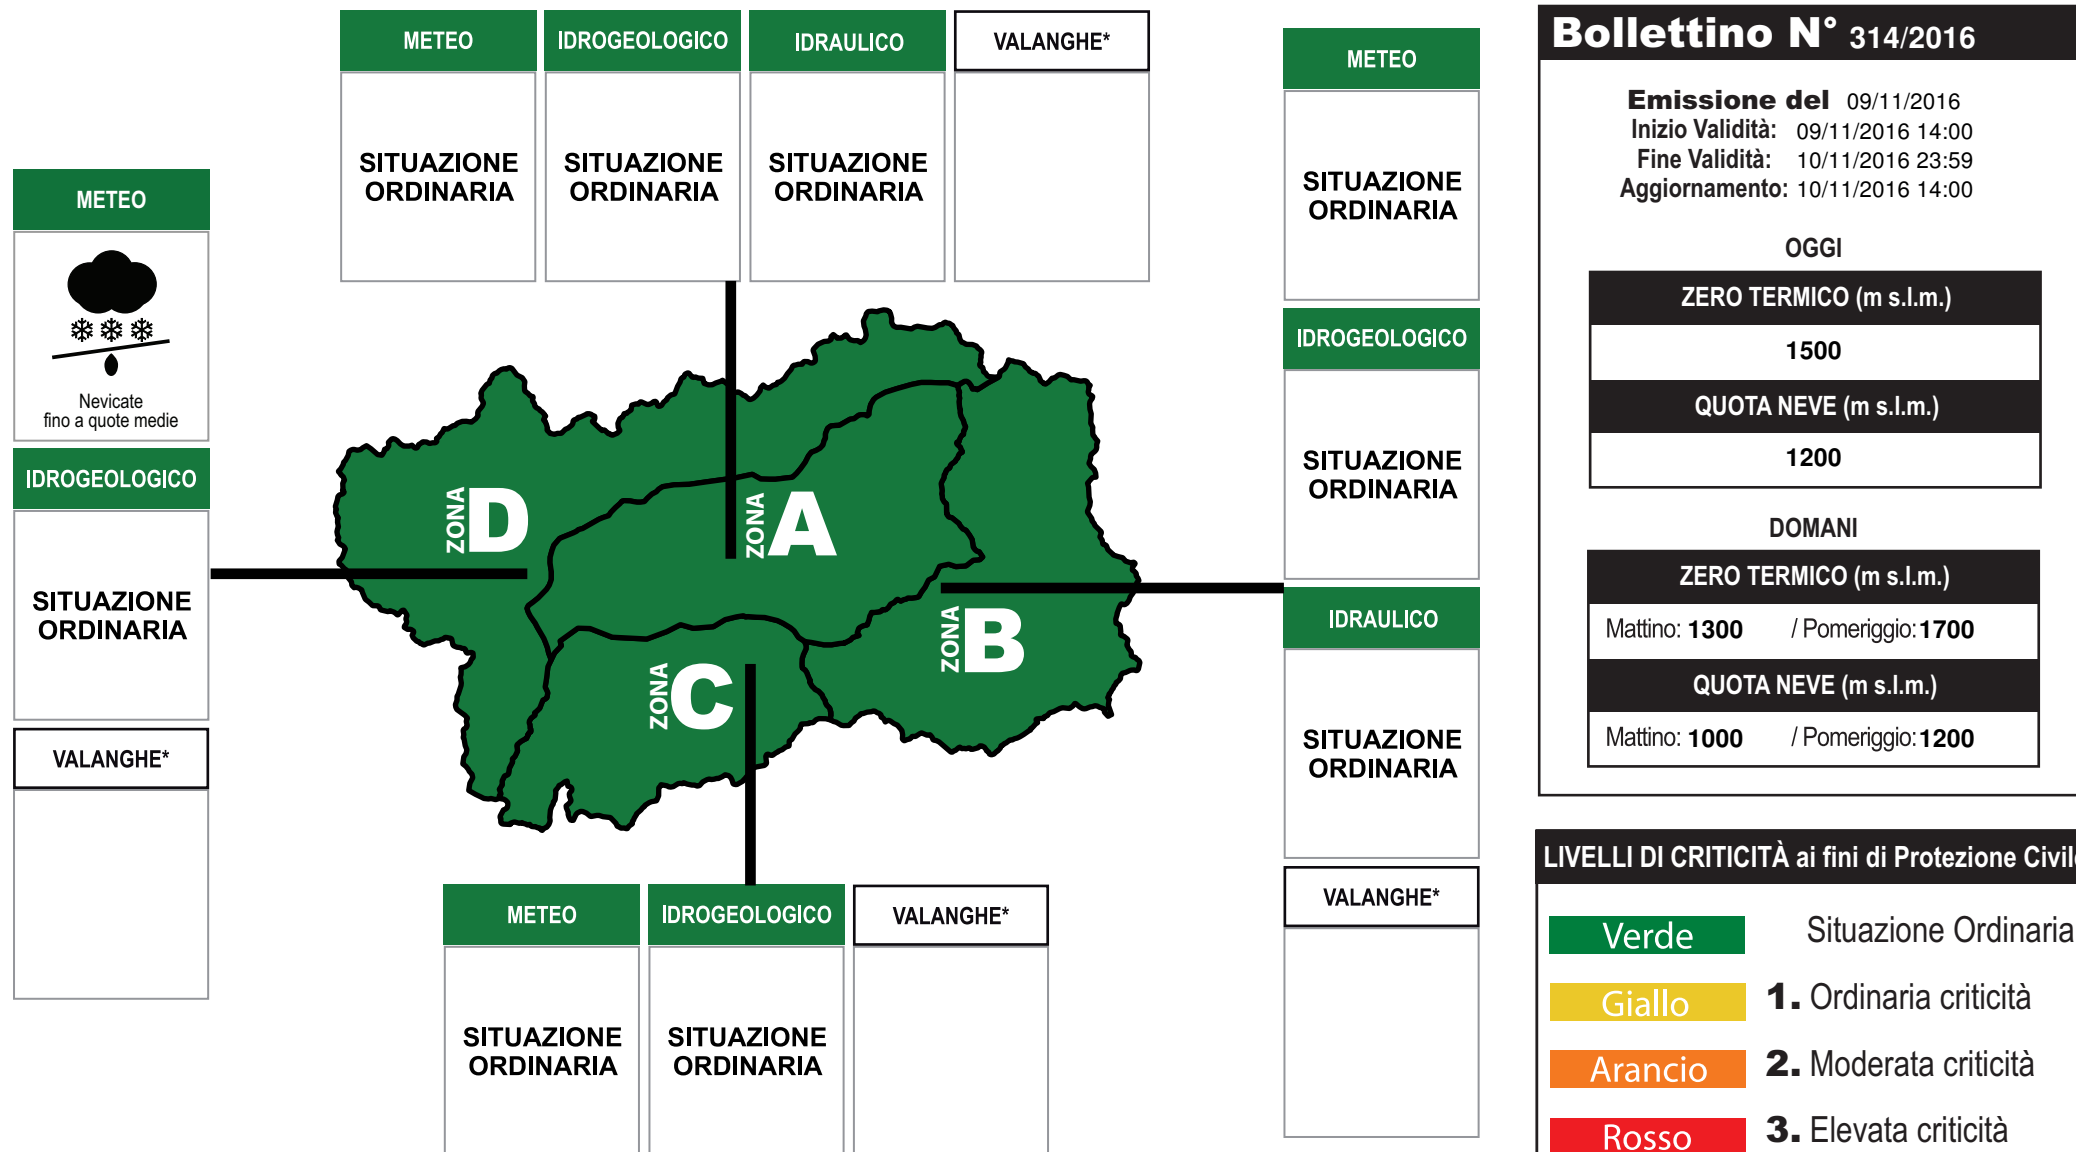 METEO
IDROGEOLOGICO
IDRAULICO
VALANGHE*
SITUAZIONE
ORDINARIA
SITUAZIONE
ORDINARIA
SITUAZIONE
ORDINARIA
METEO
Nevicate
fino a quote medie
IDROGEOLOGICO
SITUAZIONE
ORDINARIA
VALANGHE*
ZONA D
ZONA A
ZONA B
ZONA C
METEO
SITUAZIONE
ORDINARIA
IDROGEOLOGICO
SITUAZIONE
ORDINARIA
IDRAULICO
SITUAZIONE
ORDINARIA
VALANGHE*
METEO
IDROGEOLOGICO
VALANGHE*
SITUAZIONE
ORDINARIA
SITUAZIONE
ORDINARIA
Bollettino N° 314/2016
Emissione del 09/11/2016
Inizio Validità: 09/11/2016 14:00
Fine Validità: 10/11/2016 23:59
Aggiornamento: 10/11/2016 14:00
OGGI
ZERO TERMICO (m s.l.m.)
1500
QUOTA NEVE (m s.l.m.)
1200
DOMANI
ZERO TERMICO (m s.l.m.)
Mattino: 1300 / Pomeriggio: 1700
QUOTA NEVE (m s.l.m.)
Mattino: 1000 / Pomeriggio: 1200
LIVELLI DI CRITICITÀ ai fini di Protezione Civile
Verde Situazione Ordinaria
Giallo 1. Ordinaria criticità
Arancio 2. Moderata criticità
Rosso 3. Elevata criticità